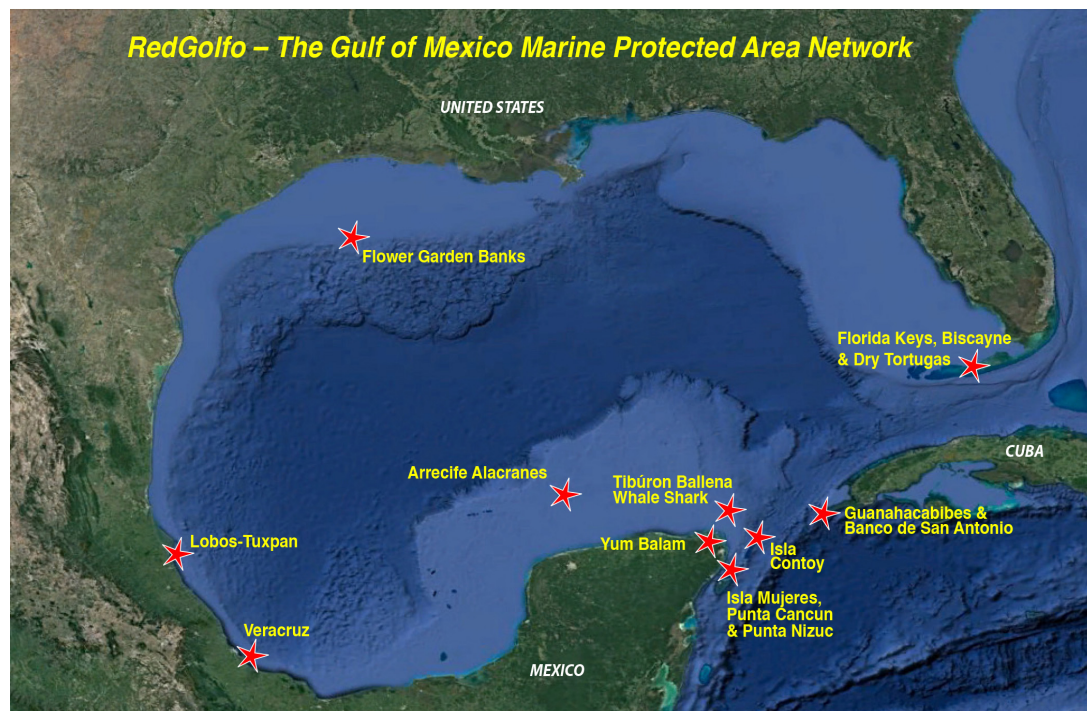 RedGolfo – The Gulf of Mexico Marine Protected Area Network
UNITED STATES
Flower Garden Banks
Florida Keys, Biscayne
& Dry Tortugas
CUBA
Arrecife Alacranes
Tibúron Ballena
Whale Shark
Guanahacabibes &
Banco de San Antonio
Lobos-Tuxpan
Yum Balam
Isla
Contoy
Isla Mujeres,
Punta Cancun
& Punta Nizuc
Veracruz
MEXICO